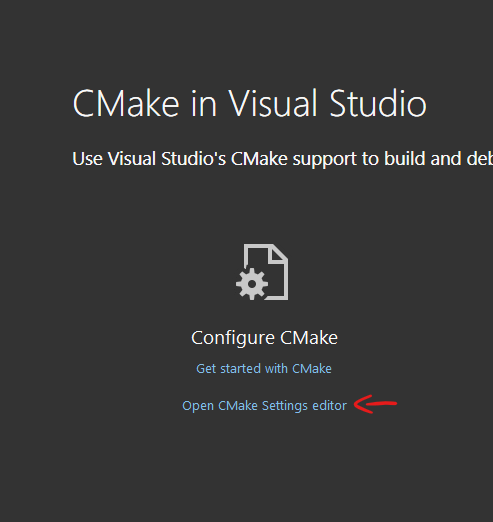 CMake in Visual Studio
Use Visual Studio's CMake support to build and deb
Configure CMake
Get started with CMake
Open CMake Settings editor